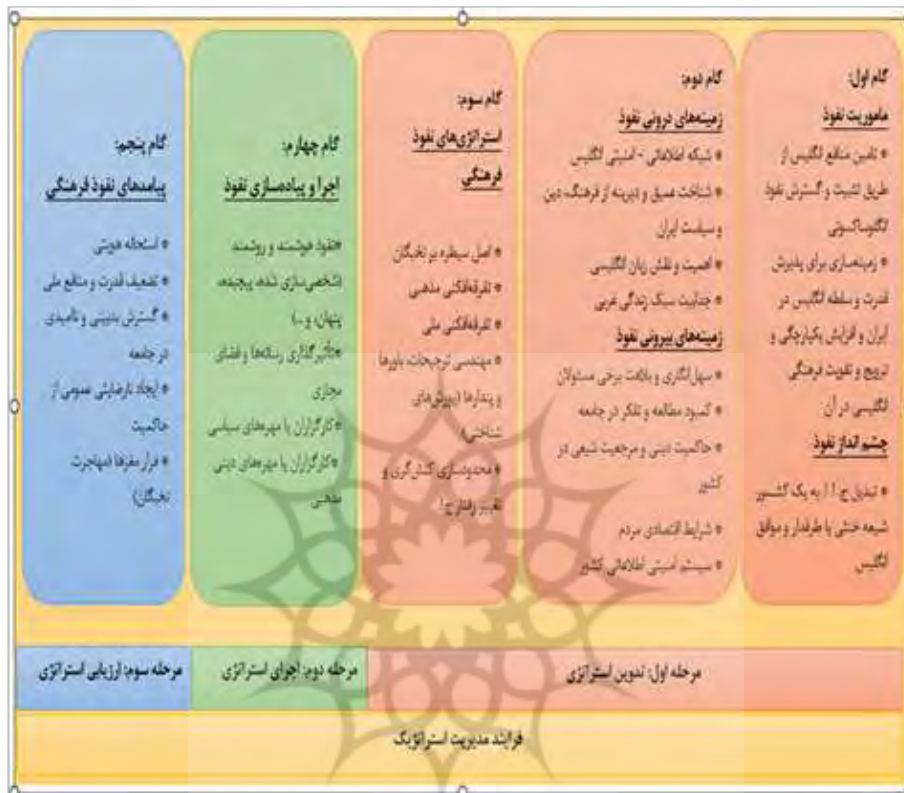 گام اول:
ماموریت نفوذ
* تامین منافع انگلیس از
طریق تثبیت و گسترش نفوذ
انگلوساکسونی
* زمینه‌سازی برای پذیرش
قدرت و سلطه انگلیس در
ایران و افزایش یکپارچگی و
ترویج و تقویت فرهنگی
انگلیسی در آن
چشم انداز نفوذ
* تبدیل ج.ا.ا به یک کشور
شیعه خنثی یا طرفدار و موافق
انگلیس
گام دوم:
زمینه‌های درونی نفوذ
* شبکه اطلاعاتی - امنیتی انگلیس
* شناخت عمیق و دیرینه از فرهنگ، دین
و سیاست ایران
* اهمیت و نقش زبان انگلیسی
* جذابیت سبک زندگی غربی
زمینه‌های بیرونی نفوذ
* سهل‌انگاری و بلاهت برخی مسئولان
* کمبود مطالعه و تفکر در جامعه
* حاکمیت دینی و مرجعیت شیعی در
کشور
* شرایط اقتصادی مردم
* سیستم امنیتی اطلاعاتی کشور
گام سوم:
استراتژی‌های نفوذ
فرهنگی
* اصل سیطره بر نخبگان
* تفرقه‌افکنی مذهبی
* تفرقه‌افکنی ملی
* مهندسی ترجیحات، باورها
و پندارها (یورش‌های
شناختی)
* محدودسازی کنش‌گری و
تغییر رفتار ج.ا
گام چهارم:
اجرا و پیاده‌سازی نفوذ
*نفوذ هوشمند و روشمند
(شخصی‌سازی شده، پیچیده،
پنهان، و ..)
*تأثیرگذاری رسانه‌ها و فضای
مجازی
*کارگزاران یا مهره‌های سیاسی
*کارگزاران یا مهره‌های دینی
مذهبی
گام پنجم:
پیامدهای نفوذ فرهنگی
* استحاله هویتی
* تضعیف قدرت و منافع ملی
* گسترش بدبینی و ناامیدی
در جامعه
* ایجاد نارضایتی عمومی از
حاکمیت
* فرار مغزها (مهاجرت
نخبگان)
مرحله اول: تدوین استراتژی
مرحله دوم: اجرای استراتژی
مرحله سوم: ارزیابی استراتژی
فرایند مدیریت استراتژیک